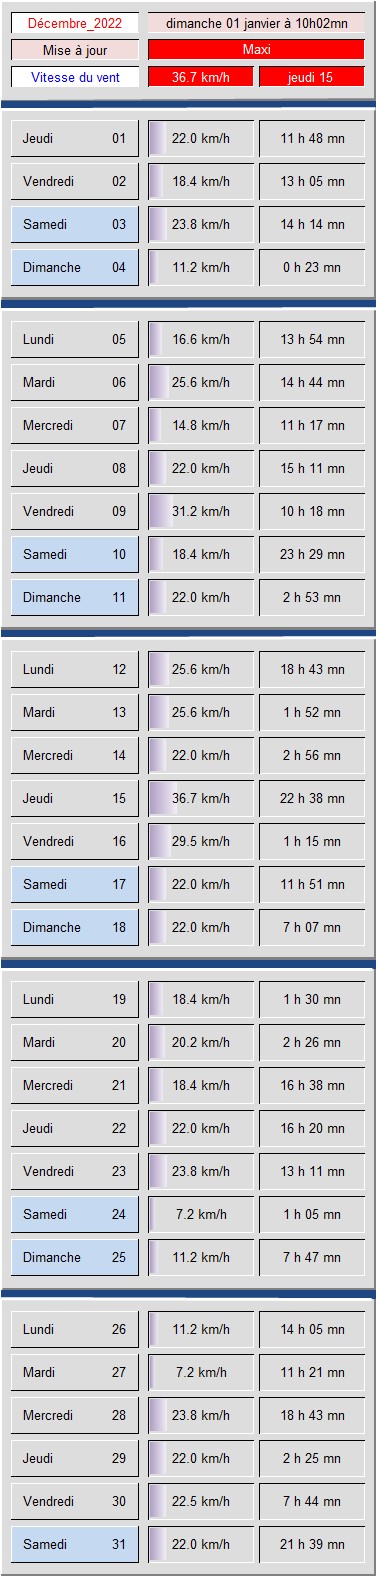 Décembre_2022 dimanche 01 janvier à 10h02mn
Mise à jour Maxi
Vitesse du vent 36.7 km/h jeudi 15
Jeudi 01 22.0 km/h 11 h 48 mn
Vendredi 02 18.4 km/h 13 h 05 mn
Samedi 03 23.8 km/h 14 h 14 mn
Dimanche 04 11.2 km/h 0 h 23 mn
Lundi 05 16.6 km/h 13 h 54 mn
Mardi 06 25.6 km/h 14 h 44 mn
Mercredi 07 14.8 km/h 11 h 17 mn
Jeudi 08 22.0 km/h 15 h 11 mn
Vendredi 09 31.2 km/h 10 h 18 mn
Samedi 10 18.4 km/h 23 h 29 mn
Dimanche 11 22.0 km/h 2 h 53 mn
Lundi 12 25.6 km/h 18 h 43 mn
Mardi 13 25.6 km/h 1 h 52 mn
Mercredi 14 22.0 km/h 2 h 56 mn
Jeudi 15 36.7 km/h 22 h 38 mn
Vendredi 16 29.5 km/h 1 h 15 mn
Samedi 17 22.0 km/h 11 h 51 mn
Dimanche 18 22.0 km/h 7 h 07 mn
Lundi 19 18.4 km/h 1 h 30 mn
Mardi 20 20.2 km/h 2 h 26 mn
Mercredi 21 18.4 km/h 16 h 38 mn
Jeudi 22 22.0 km/h 16 h 20 mn
Vendredi 23 23.8 km/h 13 h 11 mn
Samedi 24 7.2 km/h 1 h 05 mn
Dimanche 25 11.2 km/h 7 h 47 mn
Lundi 26 11.2 km/h 14 h 05 mn
Mardi 27 7.2 km/h 11 h 21 mn
Mercredi 28 23.8 km/h 18 h 43 mn
Jeudi 29 22.0 km/h 2 h 25 mn
Vendredi 30 22.5 km/h 7 h 44 mn
Samedi 31 22.0 km/h 21 h 39 mn